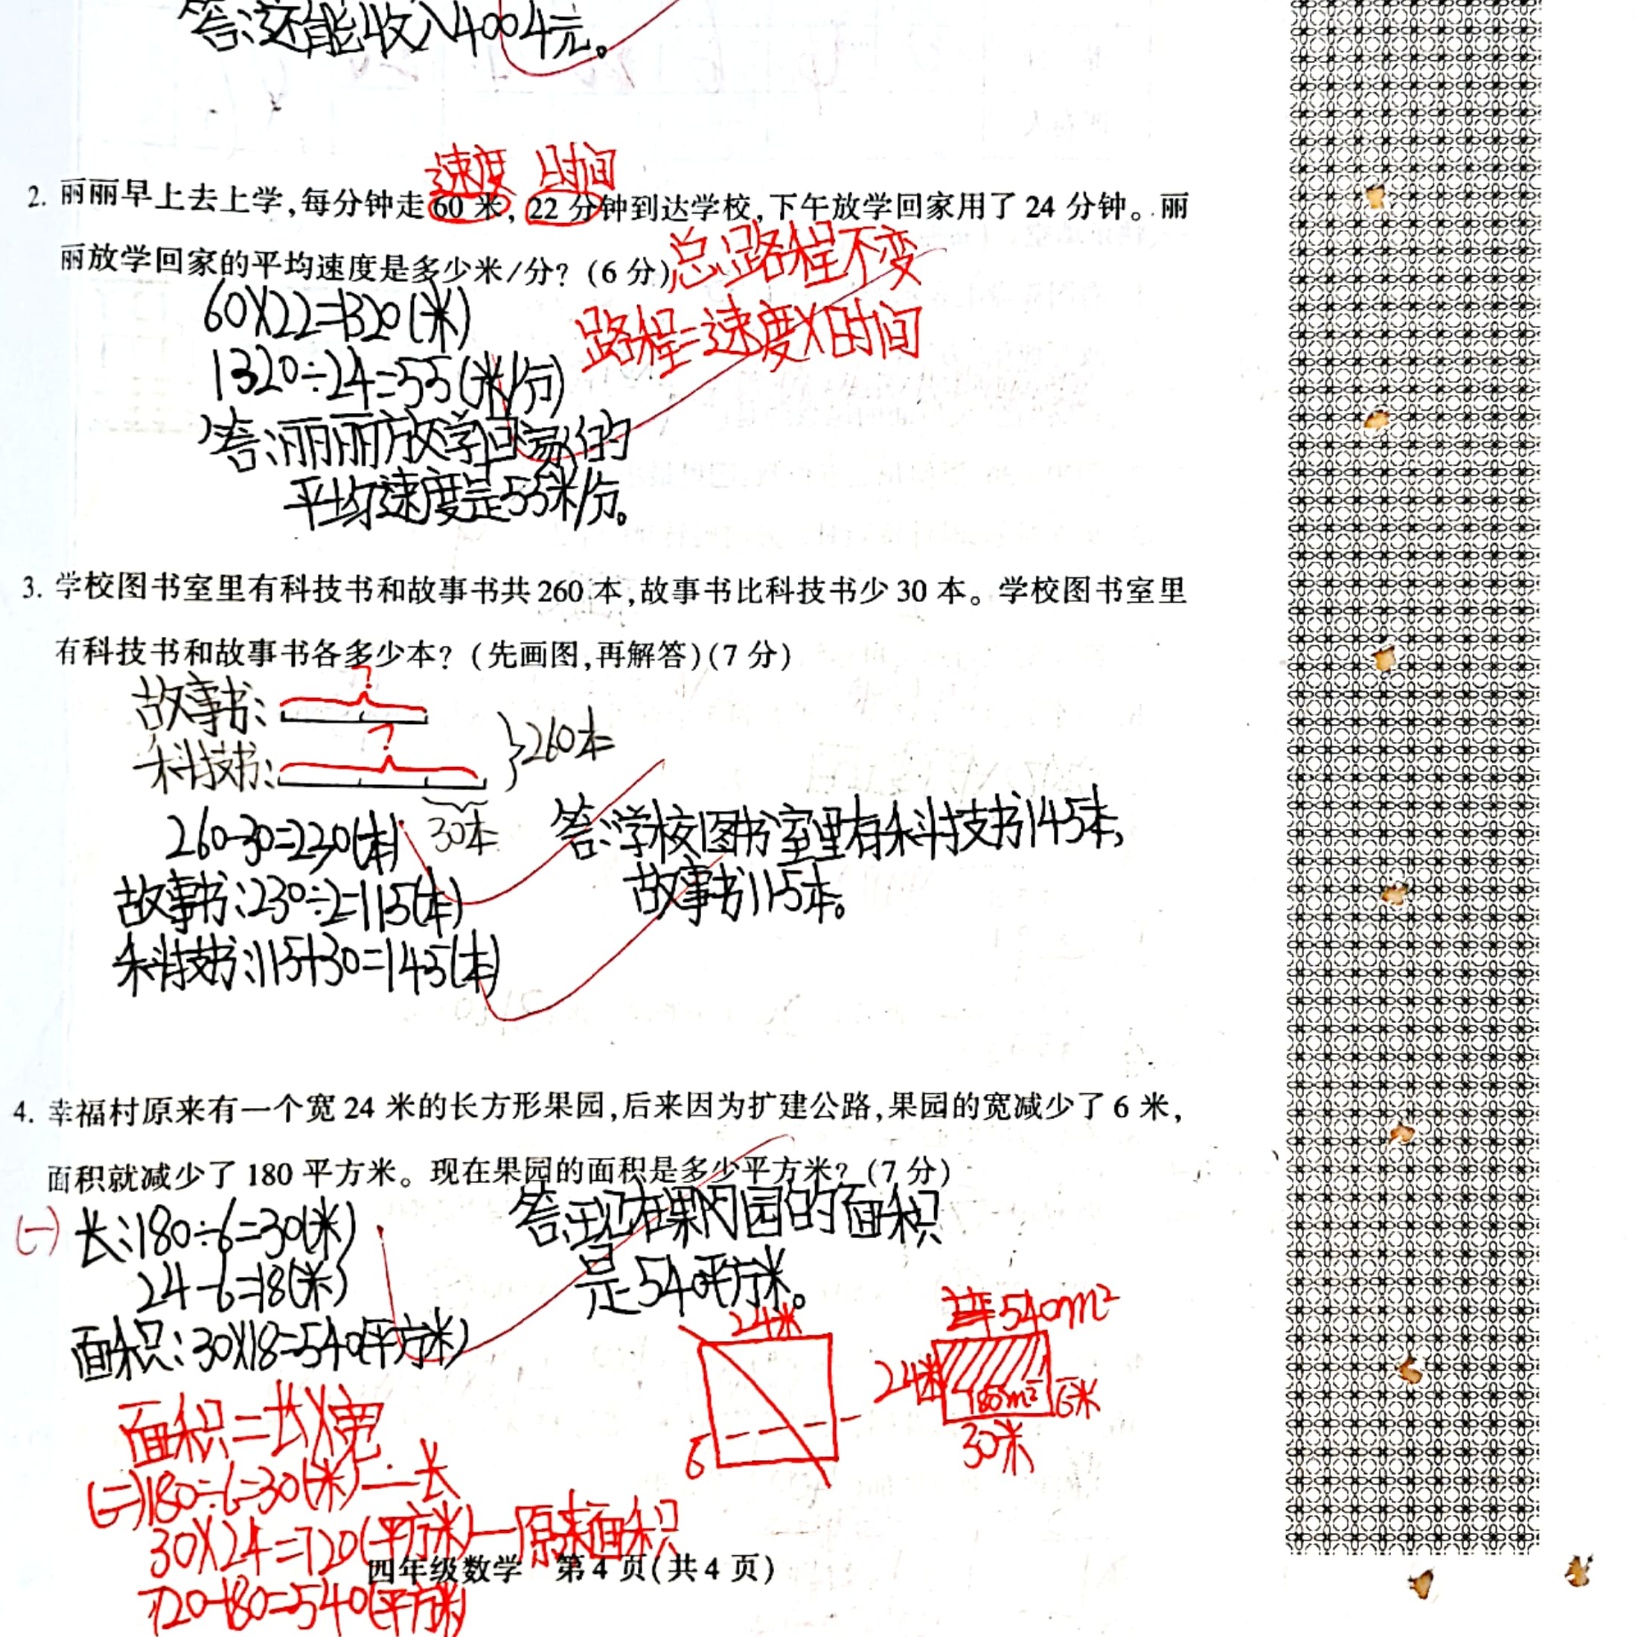 答:还能收入4004元。
速度 时间
2. 丽丽早上去上学,每分钟走 60 米, 22 分钟到达学校,下午放学回家用了 24 分钟。丽
丽放学回家的平均速度是多少米/分? (6 分)
总路程不变
60×22=1320(米)
路程=速度×时间
1320÷24=55(米/分)
答:丽丽放学回家的
平均速度是55米/分。
3. 学校图书室里有科技书和故事书共 260 本,故事书比科技书少 30 本。学校图书室里
有科技书和故事书各多少本? (先画图,再解答)(7 分)
?
故事书:
?
科技书:
}260本
30本
260-30=230(本)
故事书:230÷2=115(本)
科技书:115+30=145(本)
答:学校图书室里有科技书145本,
故事书115本。
4. 幸福村原来有一个宽 24 米的长方形果园,后来因为扩建公路,果园的宽减少了 6 米,
面积就减少了 180 平方米。现在果园的面积是多少平方米? (7 分)
(一) 长:180÷6=30(米)
24-6=18(米)
面积:30×18=540(平方米)
答:现在果园的面积
是540平方米。
24米
6
540m²
24米
180m²
6米
30米
面积=长×宽
(二)180÷6=30(米)—长
30×24=720(平方米)—原来面积
720-180=540(平方米)
四年级数学 第 4 页(共 4 页)